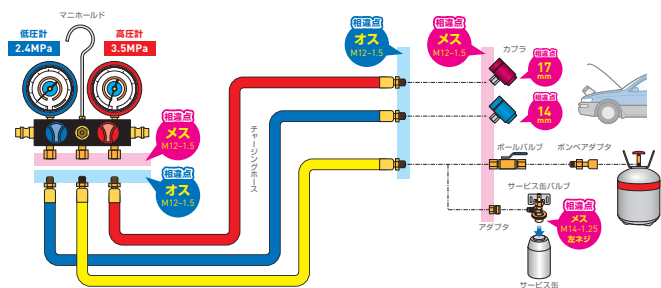 マニホールド
低圧計
2.4MPa
高圧計
3.5MPa
相違点
メス
M12-1.5
相違点
オス
M12-1.5
チャージングホース
相違点
オス
M12-1.5
相違点
メス
M12-1.5
カプラ
相違点
17
mm
相違点
14
mm
ボールバルブ
ボンベアダプタ
サービス缶バルブ
アダプタ
相違点
メス
M14-1.25
左ネジ
サービス缶